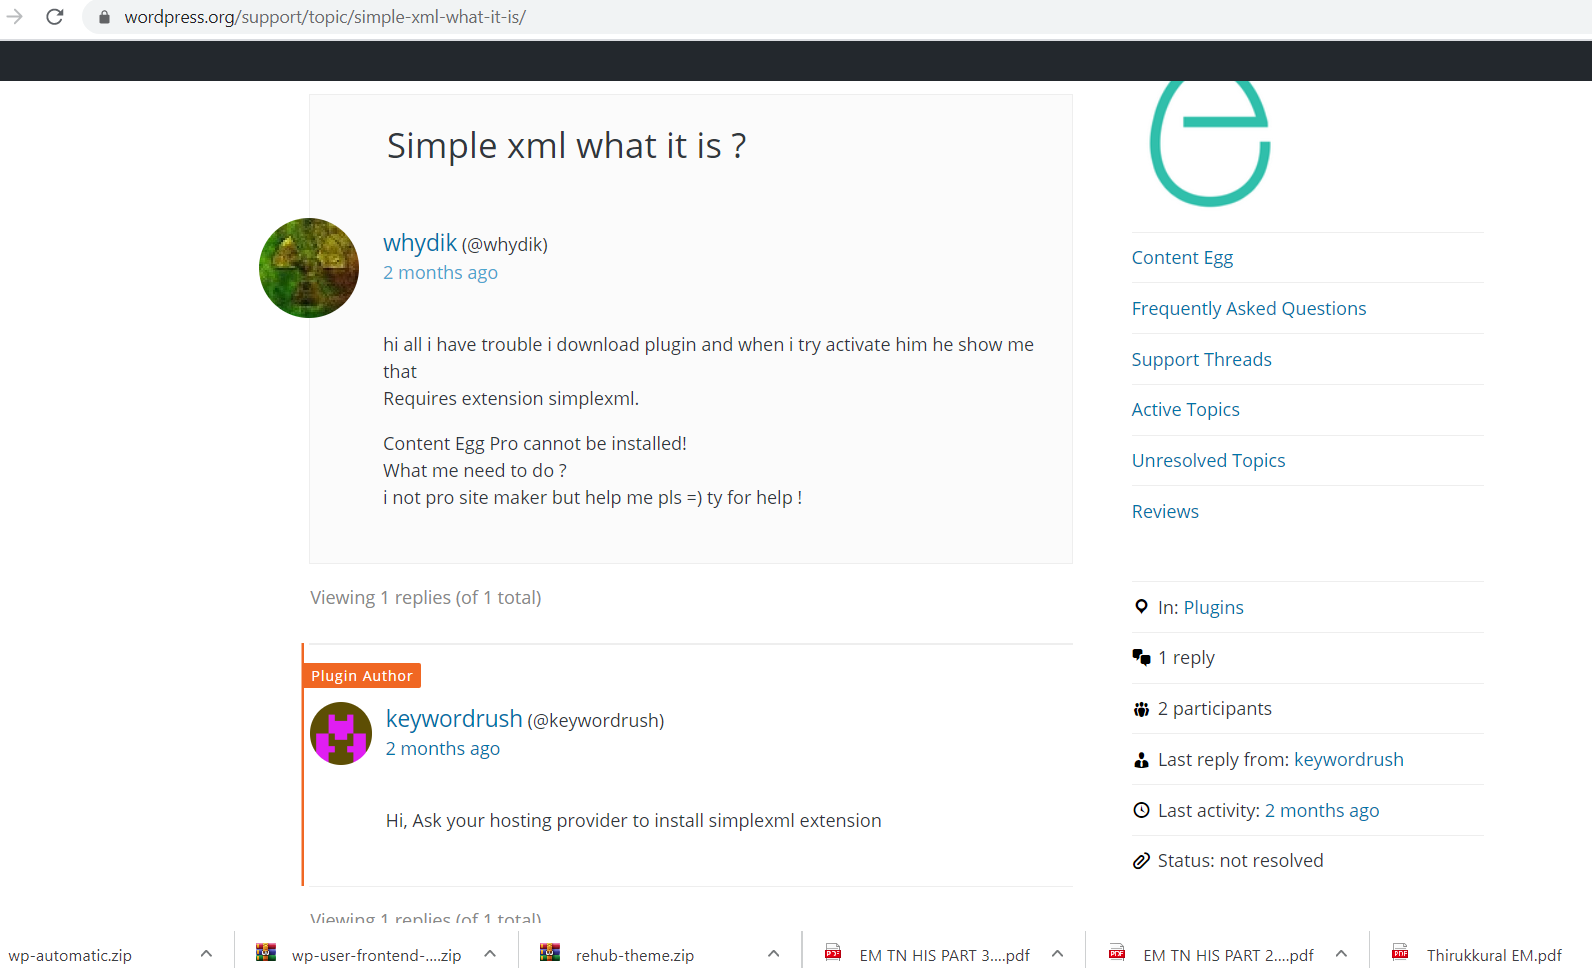 wordpress.org/support/topic/simple-xml-what-it-is/
Simple xml what it is ?
whydik (@whydik)
2 months ago
hi all i have trouble i download plugin and when i try activate him he show me
that
Requires extension simplexml.
Content Egg Pro cannot be installed!
What me need to do ?
i not pro site maker but help me pls =) ty for help !
Viewing 1 replies (of 1 total)
Plugin Author
keywordrush (@keywordrush)
2 months ago
Hi, Ask your hosting provider to install simplexml extension
Viewing 1 replies (of 1 total)
Content Egg
Frequently Asked Questions
Support Threads
Active Topics
Unresolved Topics
Reviews
In: Plugins
1 reply
2 participants
Last reply from: keywordrush
Last activity: 2 months ago
Status: not resolved
wp-automatic.zip
wp-user-frontend-....zip
rehub-theme.zip
PDF
EM TN HIS PART 3....pdf
PDF
EM TN HIS PART 2....pdf
PDF
Thirukkural EM.pdf